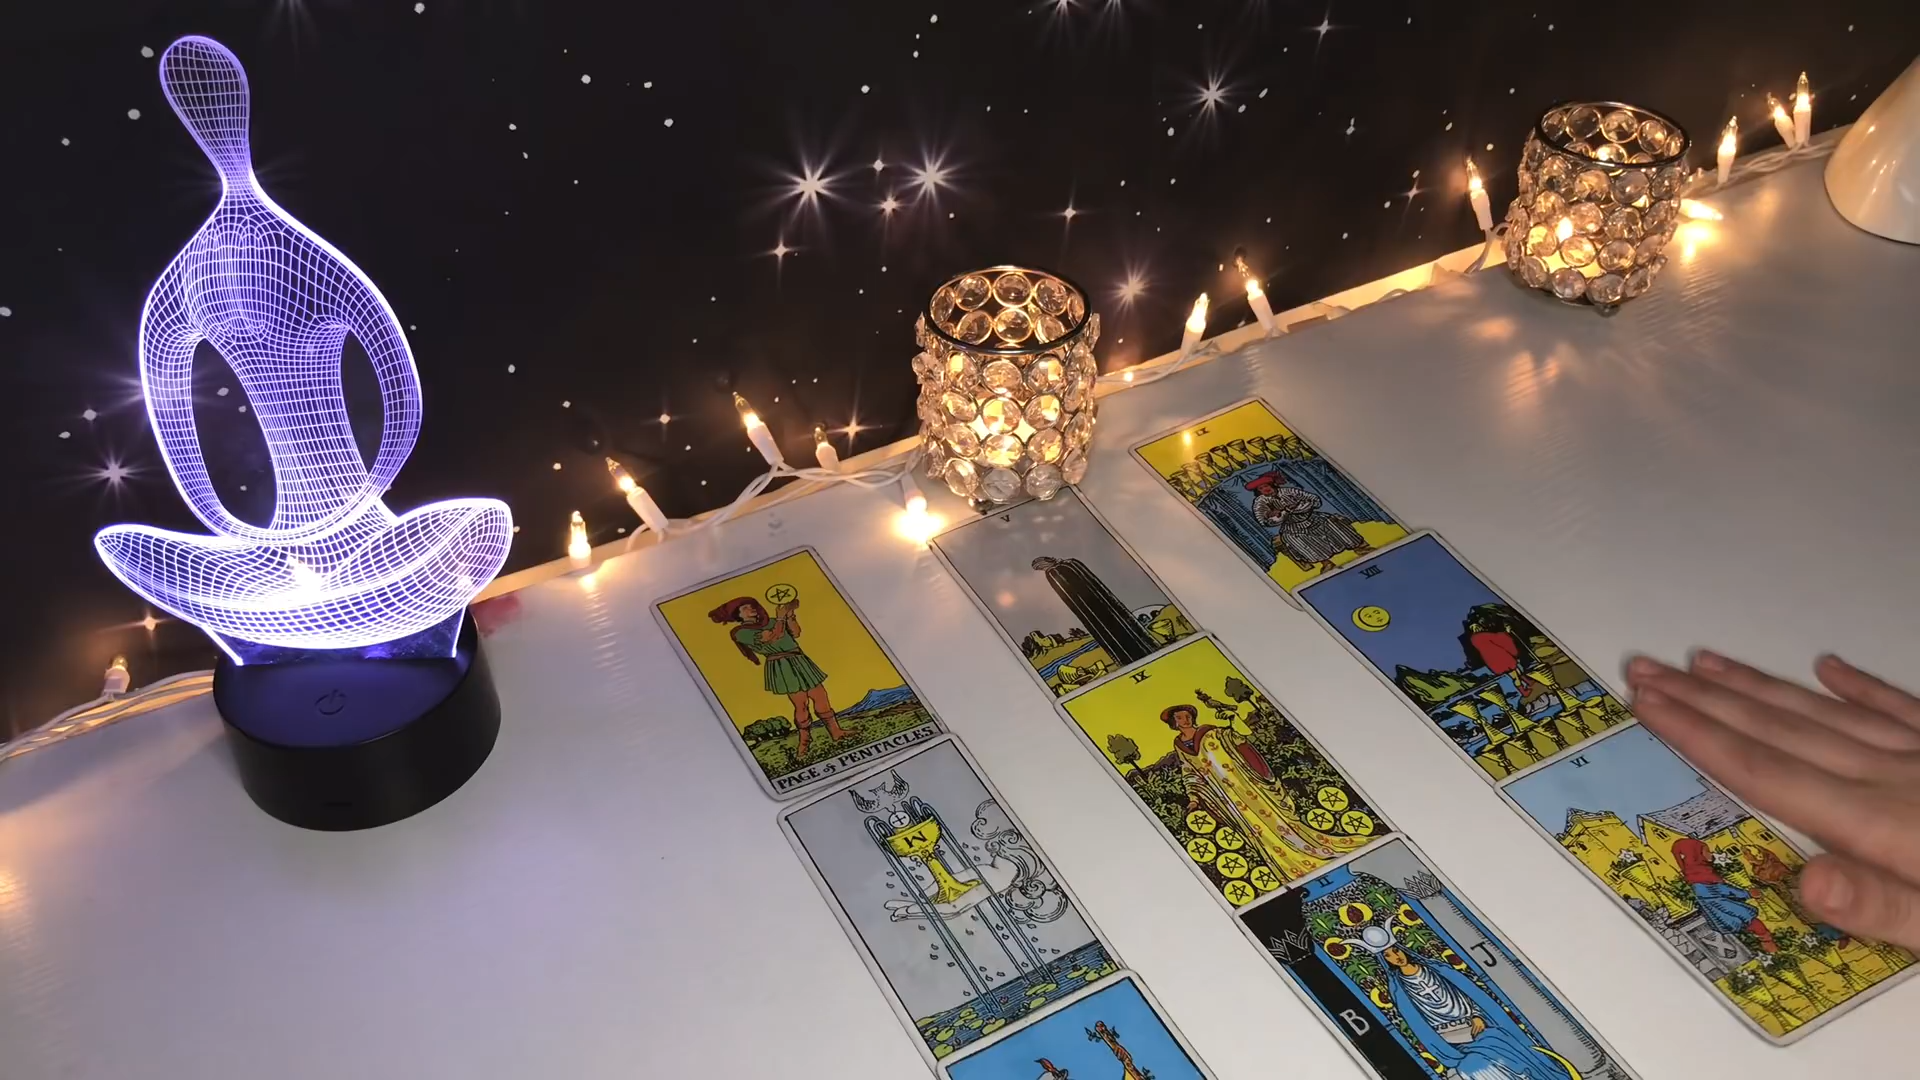 PAGE of PENTACLES
V
IX
II
B
J
IX
VIII
VI